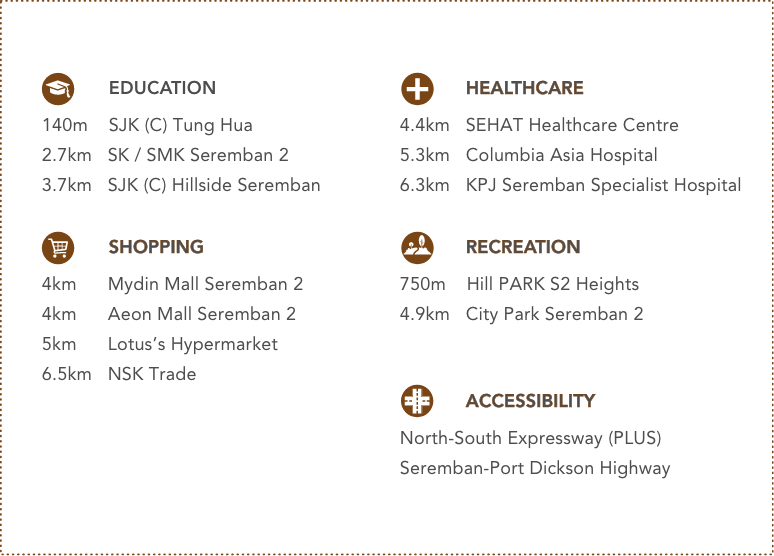 EDUCATION
140m SJK (C) Tung Hua
2.7km SK / SMK Seremban 2
3.7km SJK (C) Hillside Seremban
SHOPPING
4km Mydin Mall Seremban 2
4km Aeon Mall Seremban 2
5km Lotus’s Hypermarket
6.5km NSK Trade
HEALTHCARE
4.4km SEHAT Healthcare Centre
5.3km Columbia Asia Hospital
6.3km KPJ Seremban Specialist Hospital
RECREATION
750m Hill PARK S2 Heights
4.9km City Park Seremban 2
ACCESSIBILITY
North-South Expressway (PLUS)
Seremban-Port Dickson Highway